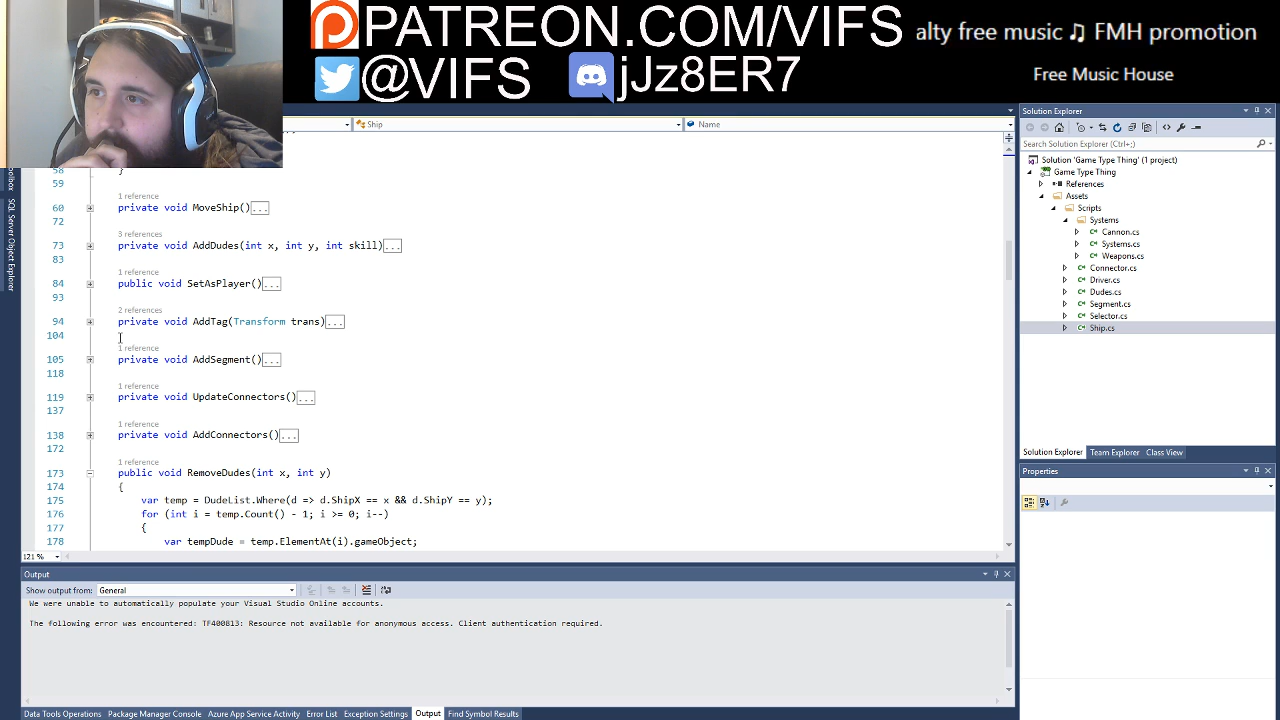 PATREON.COM/VIFS
alty free music ♫ FMH promotion
@VIFS
jJz8ER7
Free Music House
Ship
Name
Solution Explorer
Search Solution Explorer (Ctrl+;)
Solution 'Game Type Thing' (1 project)
Game Type Thing
References
Assets
Scripts
Systems
Cannon.cs
Systems.cs
Weapons.cs
Connector.cs
Driver.cs
Dudes.cs
Segment.cs
Selector.cs
Ship.cs
Solution Explorer
Team Explorer
Class View
Properties
Toolbox
SQL Server Object Explorer
58 }
59
1 reference
60 private void MoveShip()...
72
3 references
73 private void AddDudes(int x, int y, int skill)...
83
1 reference
84 public void SetAsPlayer()...
93
2 references
94 private void AddTag(Transform trans)...
104
1 reference
105 private void AddSegment()...
118
1 reference
119 private void UpdateConnectors()...
137
1 reference
138 private void AddConnectors()...
172
1 reference
173 public void RemoveDudes(int x, int y)
174 {
175 var temp = DudeList.Where(d => d.ShipX == x && d.ShipY == y);
176 for (int i = temp.Count() - 1; i >= 0; i--)
177 {
178 var tempDude = temp.ElementAt(i).gameObject;
121 %
Output
Show output from: General
We were unable to automatically populate your Visual Studio Online accounts.
The following error was encountered: TF400813: Resource not available for anonymous access. Client authentication required.
Data Tools Operations
Package Manager Console
Azure App Service Activity
Error List
Exception Settings
Output
Find Symbol Results